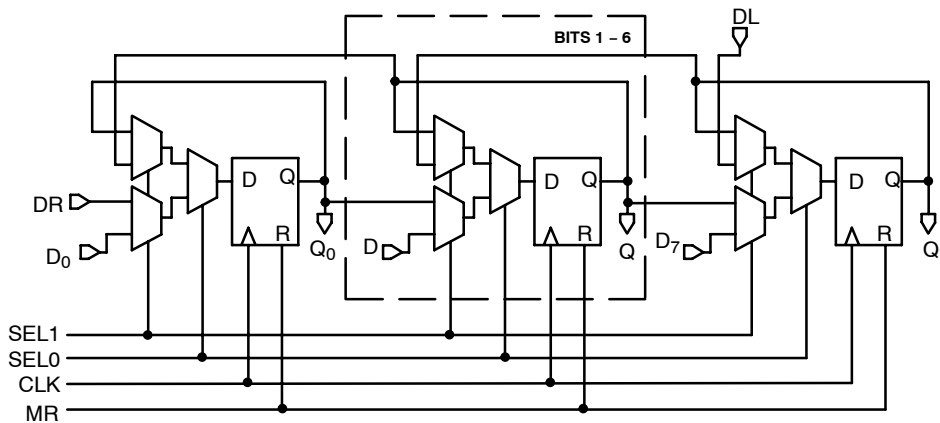 DL
BITS 1 – 6
D Q
R
D Q
R
D Q
R
DR
D₀
Q₀
D
Q
D₇
Q
SEL1
SEL0
CLK
MR